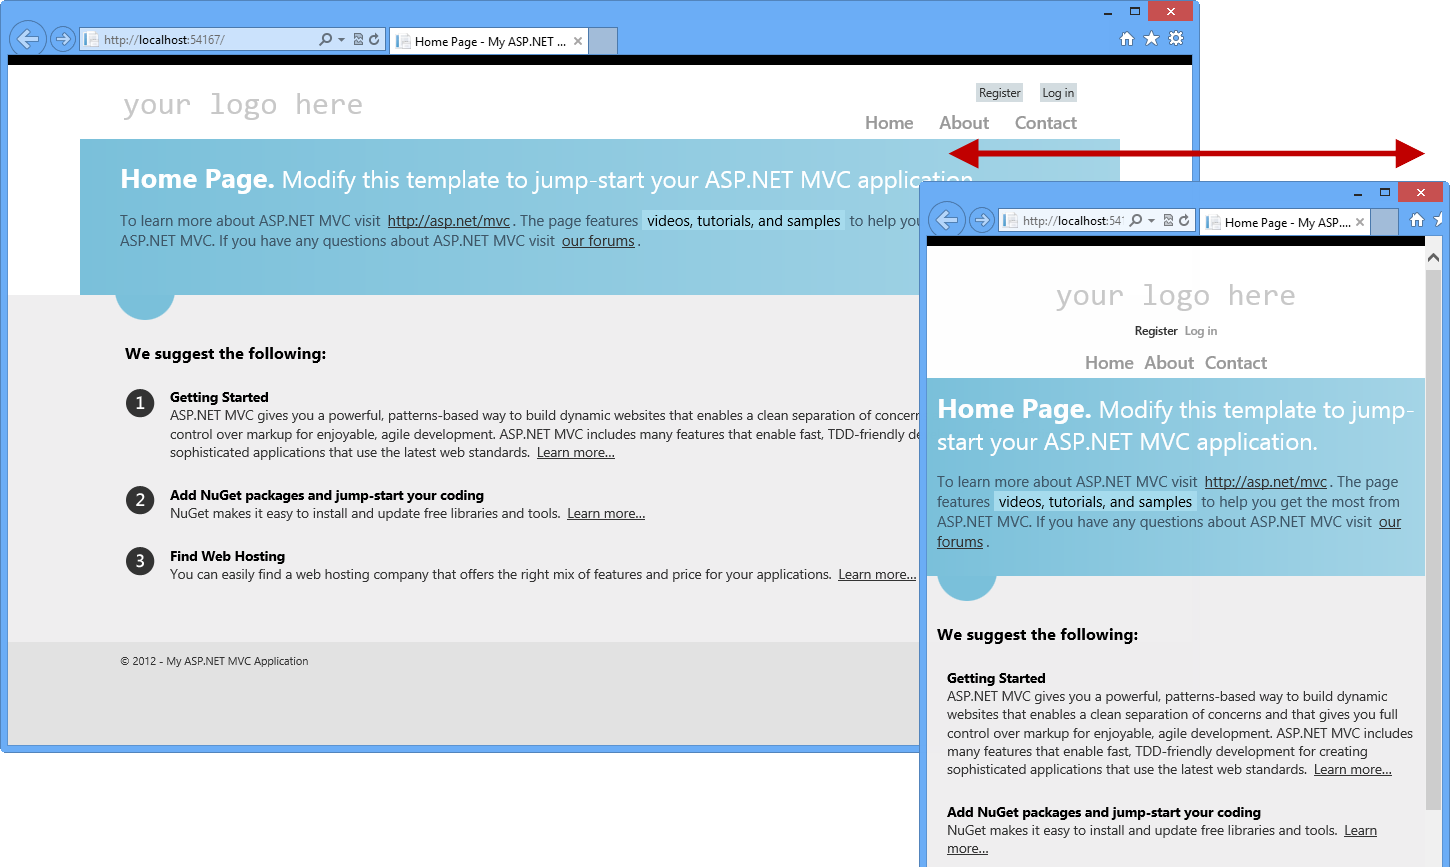 http://localhost:54167/
Home Page - My ASP.NET ...
your logo here
Register Log in
Home About Contact
Home Page. Modify this template to jump-start your ASP.NET MVC application.
To learn more about ASP.NET MVC visit http://asp.net/mvc . The page features videos, tutorials, and samples to help you
ASP.NET MVC. If you have any questions about ASP.NET MVC visit our forums .
We suggest the following:
1 Getting Started
ASP.NET MVC gives you a powerful, patterns-based way to build dynamic websites that enables a clean separation of concern
control over markup for enjoyable, agile development. ASP.NET MVC includes many features that enable fast, TDD-friendly de
sophisticated applications that use the latest web standards. Learn more...
2 Add NuGet packages and jump-start your coding
NuGet makes it easy to install and update free libraries and tools. Learn more...
3 Find Web Hosting
You can easily find a web hosting company that offers the right mix of features and price for your applications. Learn more...
© 2012 - My ASP.NET MVC Application
http://localhost:541
Home Page - My ASP....
your logo here
Register Log in
Home About Contact
Home Page. Modify this template to jump-
start your ASP.NET MVC application.
To learn more about ASP.NET MVC visit http://asp.net/mvc . The page
features videos, tutorials, and samples to help you get the most from
ASP.NET MVC. If you have any questions about ASP.NET MVC visit our
forums .
We suggest the following:
Getting Started
ASP.NET MVC gives you a powerful, patterns-based way to build dynamic
websites that enables a clean separation of concerns and that gives you full
control over markup for enjoyable, agile development. ASP.NET MVC includes
many features that enable fast, TDD-friendly development for creating
sophisticated applications that use the latest web standards. Learn more...
Add NuGet packages and jump-start your coding
NuGet makes it easy to install and update free libraries and tools. Learn
more...